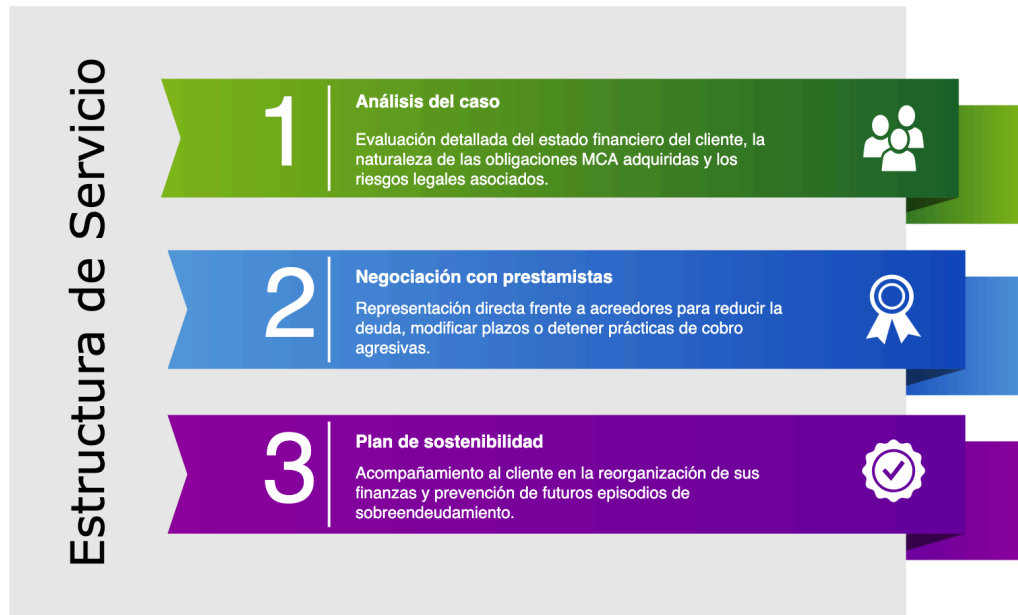 Estructura de Servicio
1
Análisis del caso
Evaluación detallada del estado financiero del cliente, la
naturaleza de las obligaciones MCA adquiridas y los
riesgos legales asociados.
2
Negociación con prestamistas
Representación directa frente a acreedores para reducir la
deuda, modificar plazos o detener prácticas de cobro
agresivas.
3
Plan de sostenibilidad
Acompañamiento al cliente en la reorganización de sus
finanzas y prevención de futuros episodios de
sobreendeudamiento.